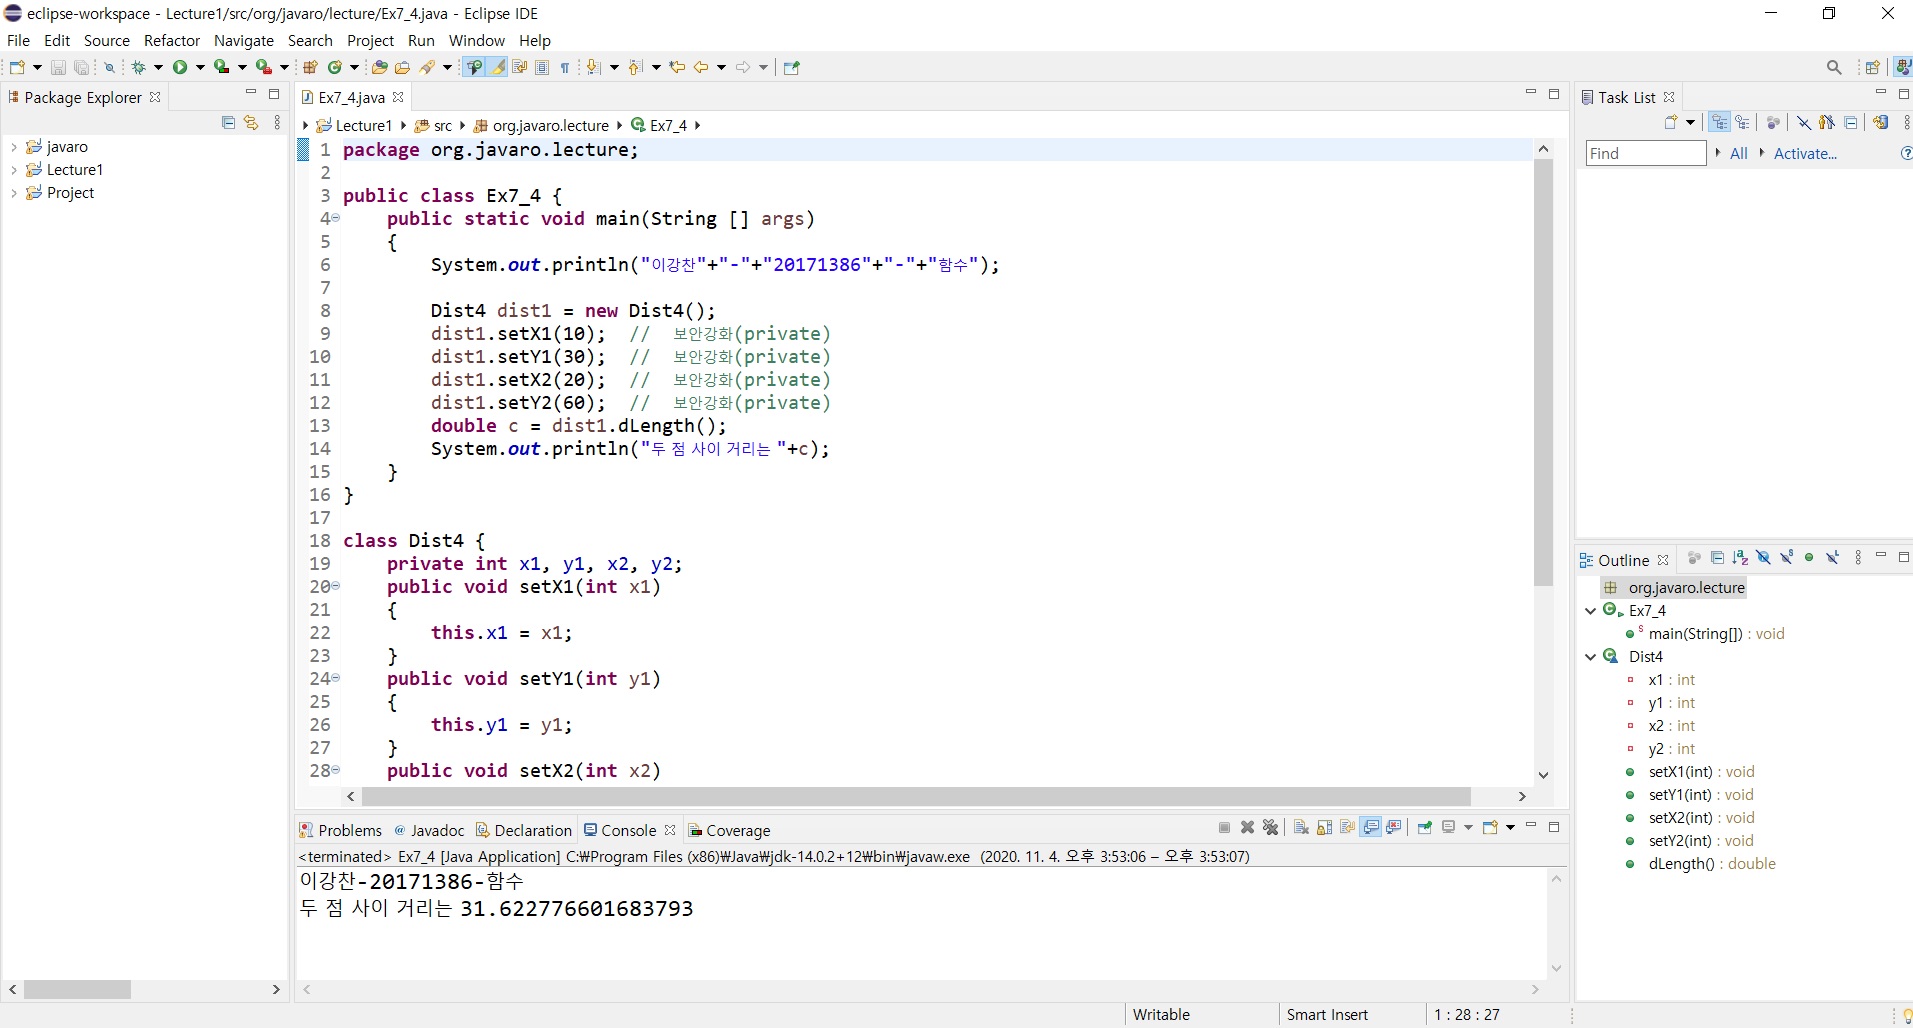 eclipse-workspace - Lecture1/src/org/javaro/lecture/Ex7_4.java - Eclipse IDE
File Edit Source Refactor Navigate Search Project Run Window Help
Package Explorer
javaro
Lecture1
Project
Ex7_4.java
Lecture1 src org.javaro.lecture Ex7_4
1 package org.javaro.lecture;
2
3 public class Ex7_4 {
4 public static void main(String [] args)
5 {
6 System.out.println("이강찬"+"-"+"20171386"+"-"+"함수");
7
8 Dist4 dist1 = new Dist4();
9 dist1.setX1(10); // 보안강화(private)
10 dist1.setY1(30); // 보안강화(private)
11 dist1.setX2(20); // 보안강화(private)
12 dist1.setY2(60); // 보안강화(private)
13 double c = dist1.dLength();
14 System.out.println("두 점 사이 거리는 "+c);
15 }
16 }
17
18 class Dist4 {
19 private int x1, y1, x2, y2;
20 public void setX1(int x1)
21 {
22 this.x1 = x1;
23 }
24 public void setY1(int y1)
25 {
26 this.y1 = y1;
27 }
28 public void setX2(int x2)
Problems @ Javadoc Declaration Console Coverage
<terminated> Ex7_4 [Java Application] C:₩Program Files (x86)₩Java₩jdk-14.0.2+12₩bin₩javaw.exe (2020. 11. 4. 오후 3:53:06 – 오후 3:53:07)
이강찬-20171386-함수
두 점 사이 거리는 31.622776601683793
Task List
Find All Activate...
Outline
org.javaro.lecture
Ex7_4
main(String[]) : void
Dist4
x1 : int
y1 : int
x2 : int
y2 : int
setX1(int) : void
setY1(int) : void
setX2(int) : void
setY2(int) : void
dLength() : double
Writable Smart Insert 1 : 28 : 27